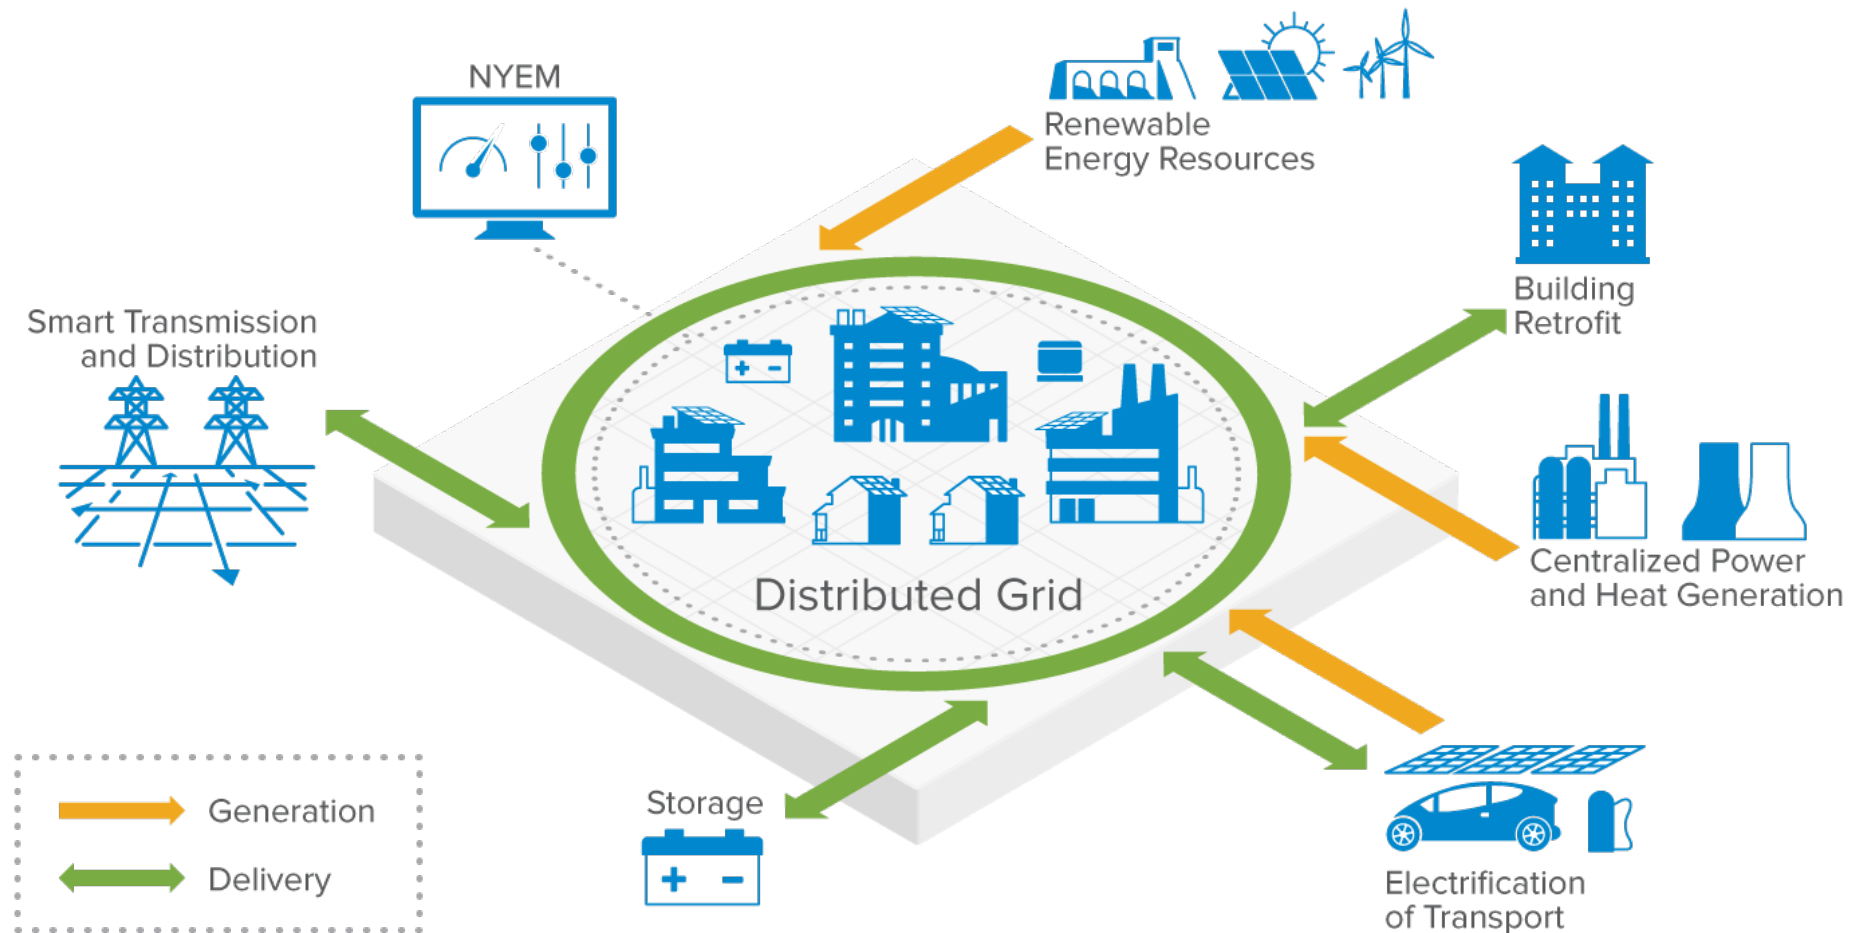 NYEM
Renewable
Energy Resources
Building
Retrofit
Smart Transmission
and Distribution
Centralized Power
and Heat Generation
Distributed Grid
Storage
Electrification
of Transport
Generation
Delivery